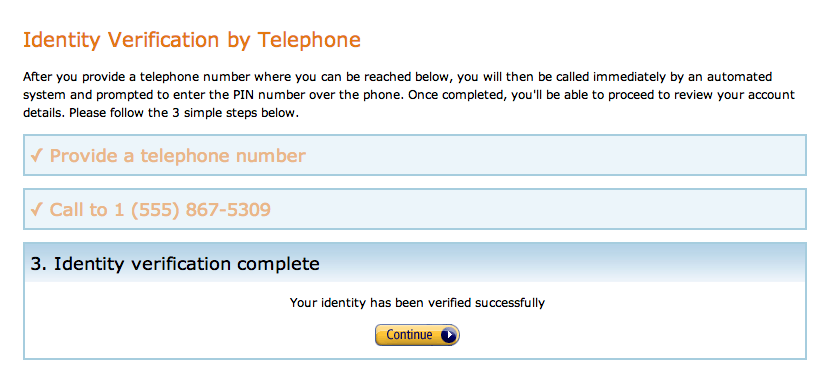 Identity Verification by Telephone
After you provide a telephone number where you can be reached below, you will then be called immediately by an automated
system and prompted to enter the PIN number over the phone. Once completed, you'll be able to proceed to review your account
details. Please follow the 3 simple steps below.
✓ Provide a telephone number
✓ Call to 1 (555) 867-5309
3. Identity verification complete
Your identity has been verified successfully
Continue